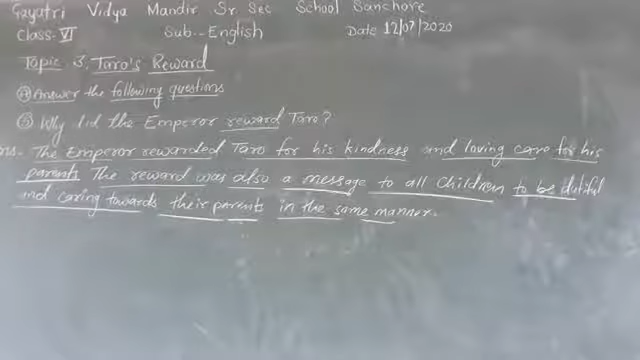 Gayatri Vidya Mandir Sr. Sec School Sanchore
Class:- VI Sub.- English Date 12/07/2020
Topic 3. Taro's Reward
Answer the following questions
Why did the Emperor reward Taro?
Ans.- The Emperor rewarded Taro for his kindness and loving care for his
parents The reward was also a message to all children to be dutiful
and caring towards their parents in the same manner.